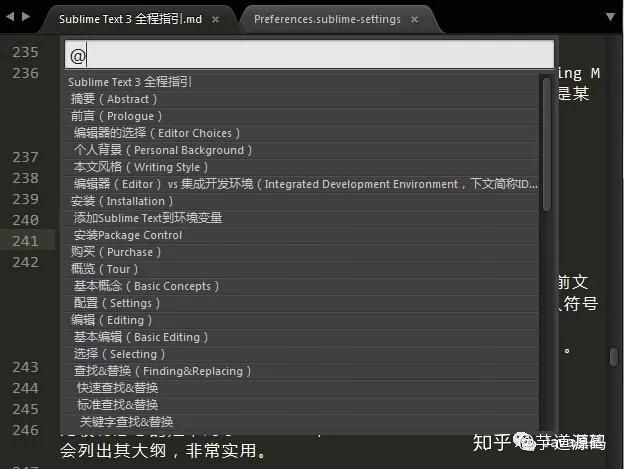 Sublime Text 3 全程指引.md
Preferences.sublime-settings
@
235
236
ing M
是某
237
238
239
240
241
242
前文
符号
。
243
244
245
246
Sublime Text 3 全程指引
摘要（Abstract）
前言（Prologue）
编辑器的选择（Editor Choices）
个人背景（Personal Background）
本文风格（Writing Style）
编辑器（Editor）vs 集成开发环境（Integrated Development Environment，下文简称ID...
安装（Installation）
添加Sublime Text到环境变量
安装Package Control
购买（Purchase）
概览（Tour）
基本概念（Basic Concepts）
配置（Settings）
编辑（Editing）
基本编辑（Basic Editing）
选择（Selecting）
查找&替换（Finding&Replacing）
快速查找&替换
标准查找&替换
关键字查找&替换
会列出其大纲，非常实用。
知乎
芋道源码